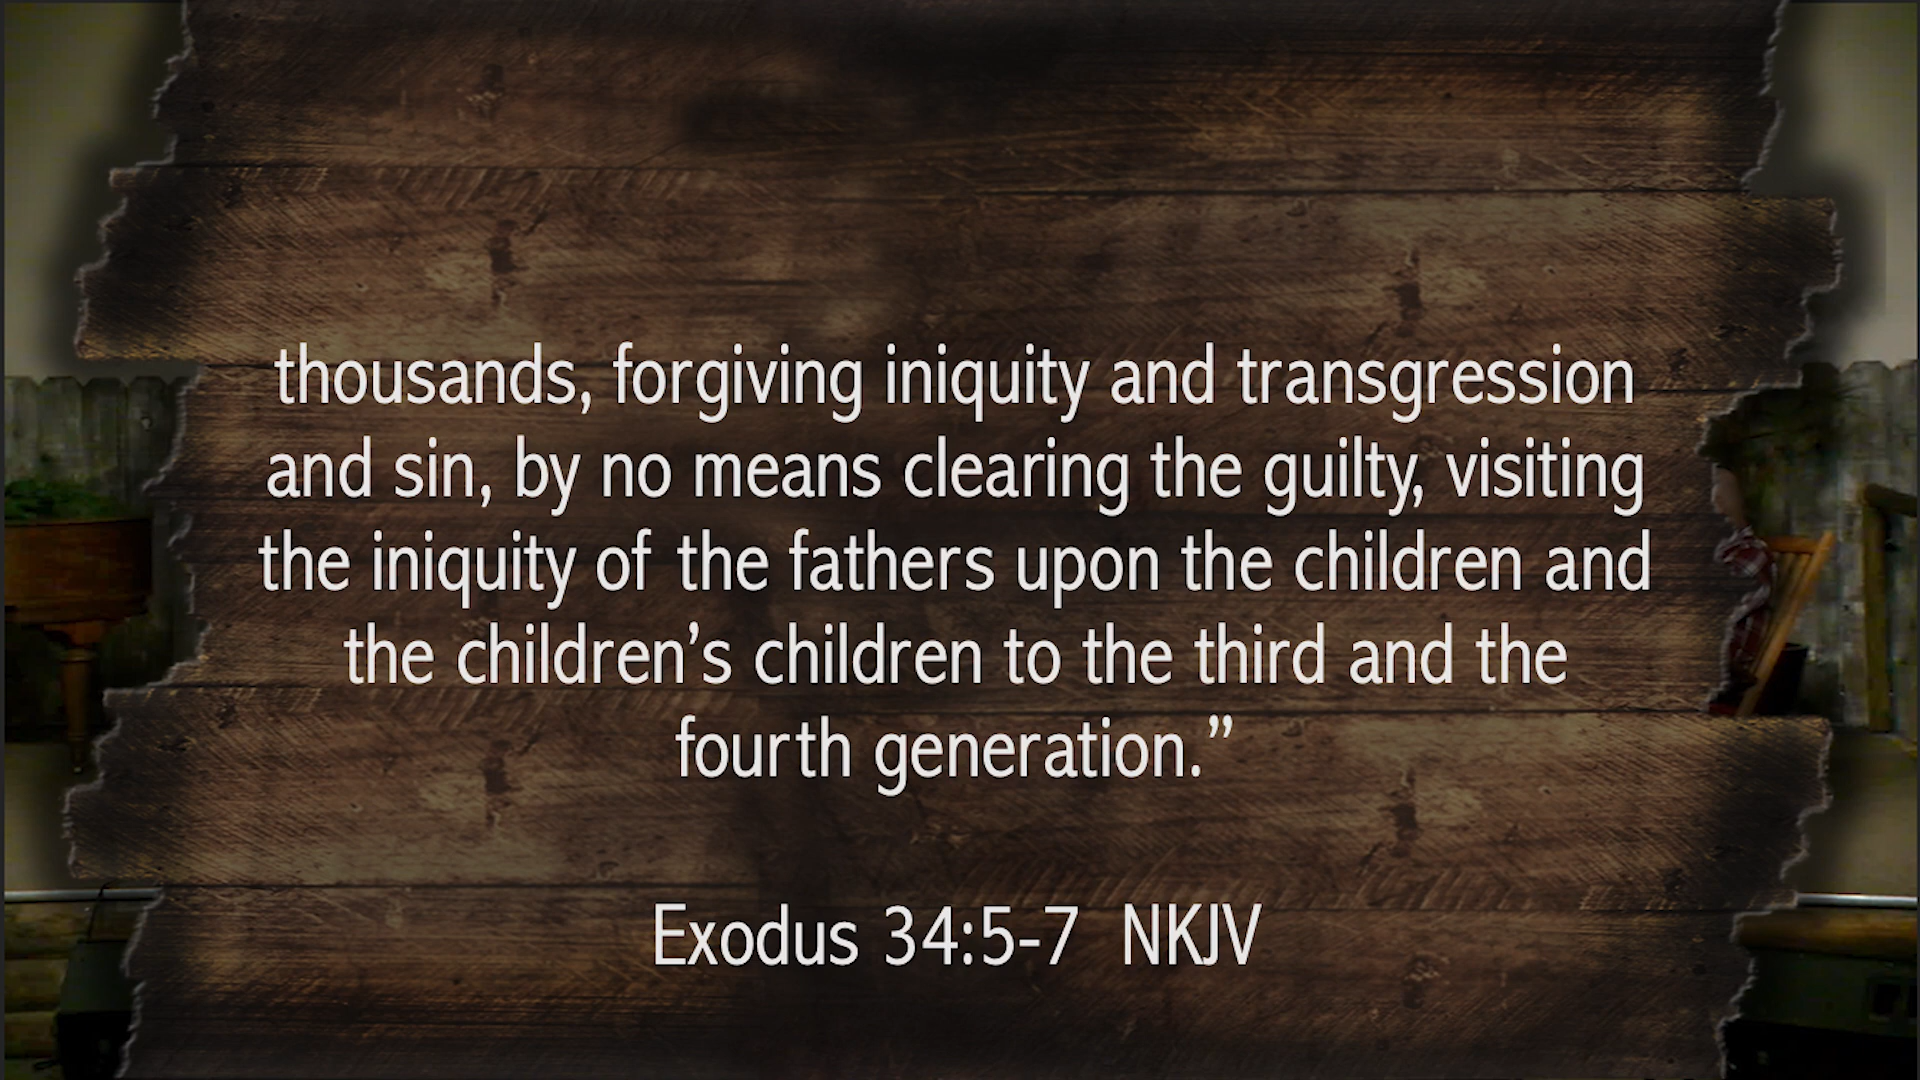 thousands, forgiving iniquity and transgression
and sin, by no means clearing the guilty, visiting
the iniquity of the fathers upon the children and
the children’s children to the third and the
fourth generation.”
Exodus 34:5-7 NKJV